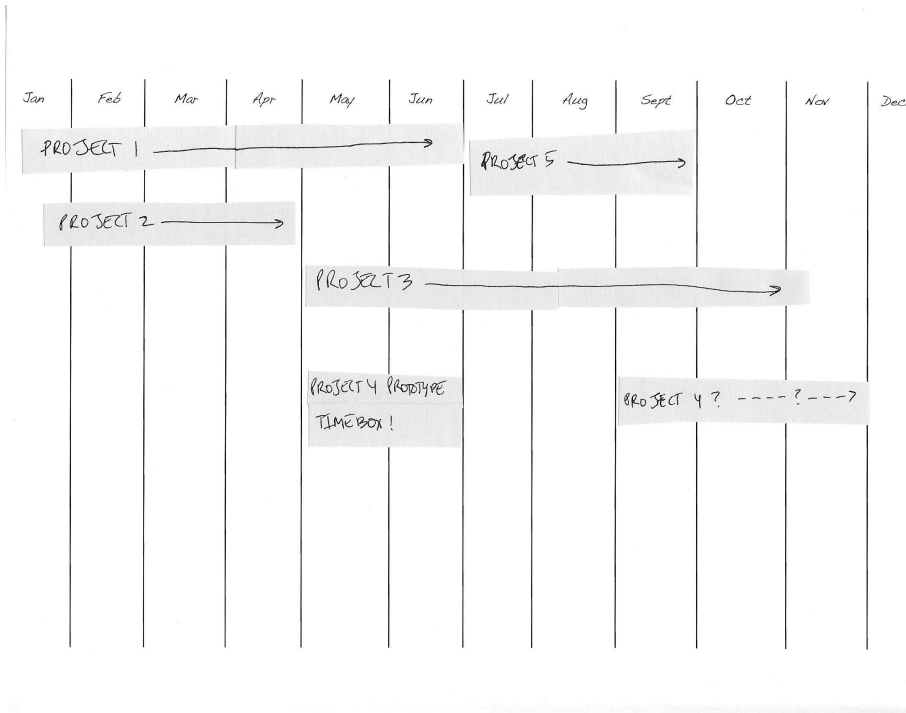 Jan Feb Mar Apr May Jun Jul Aug Sept Oct Nov Dec
PROJECT 1
PROJECT 5
PROJECT 2
PROJECT 3
PROJECT 4 PROTOTYPE
TIMEBOX!
PROJECT 4 ? ----?--->